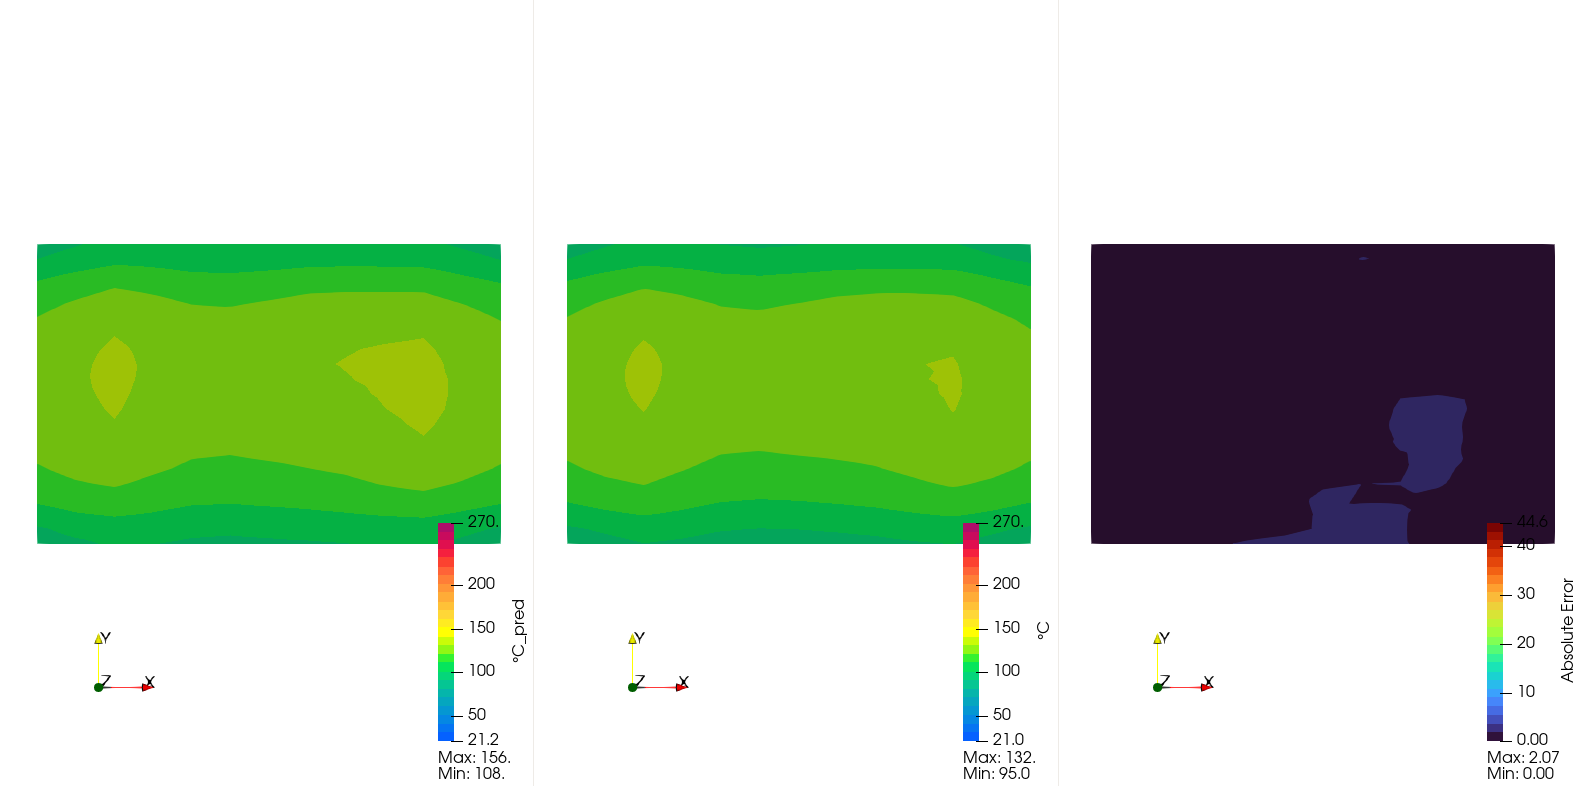 270.
200
150
100
50
21.2
°C_pred
Max: 156.
Min: 108.
Y
Z
X
270.
200
150
100
50
21.0
°C
Max: 132.
Min: 95.0
Y
Z
X
44.6
40
30
20
10
0.00
Absolute Error
Max: 2.07
Min: 0.00
Y
Z
X